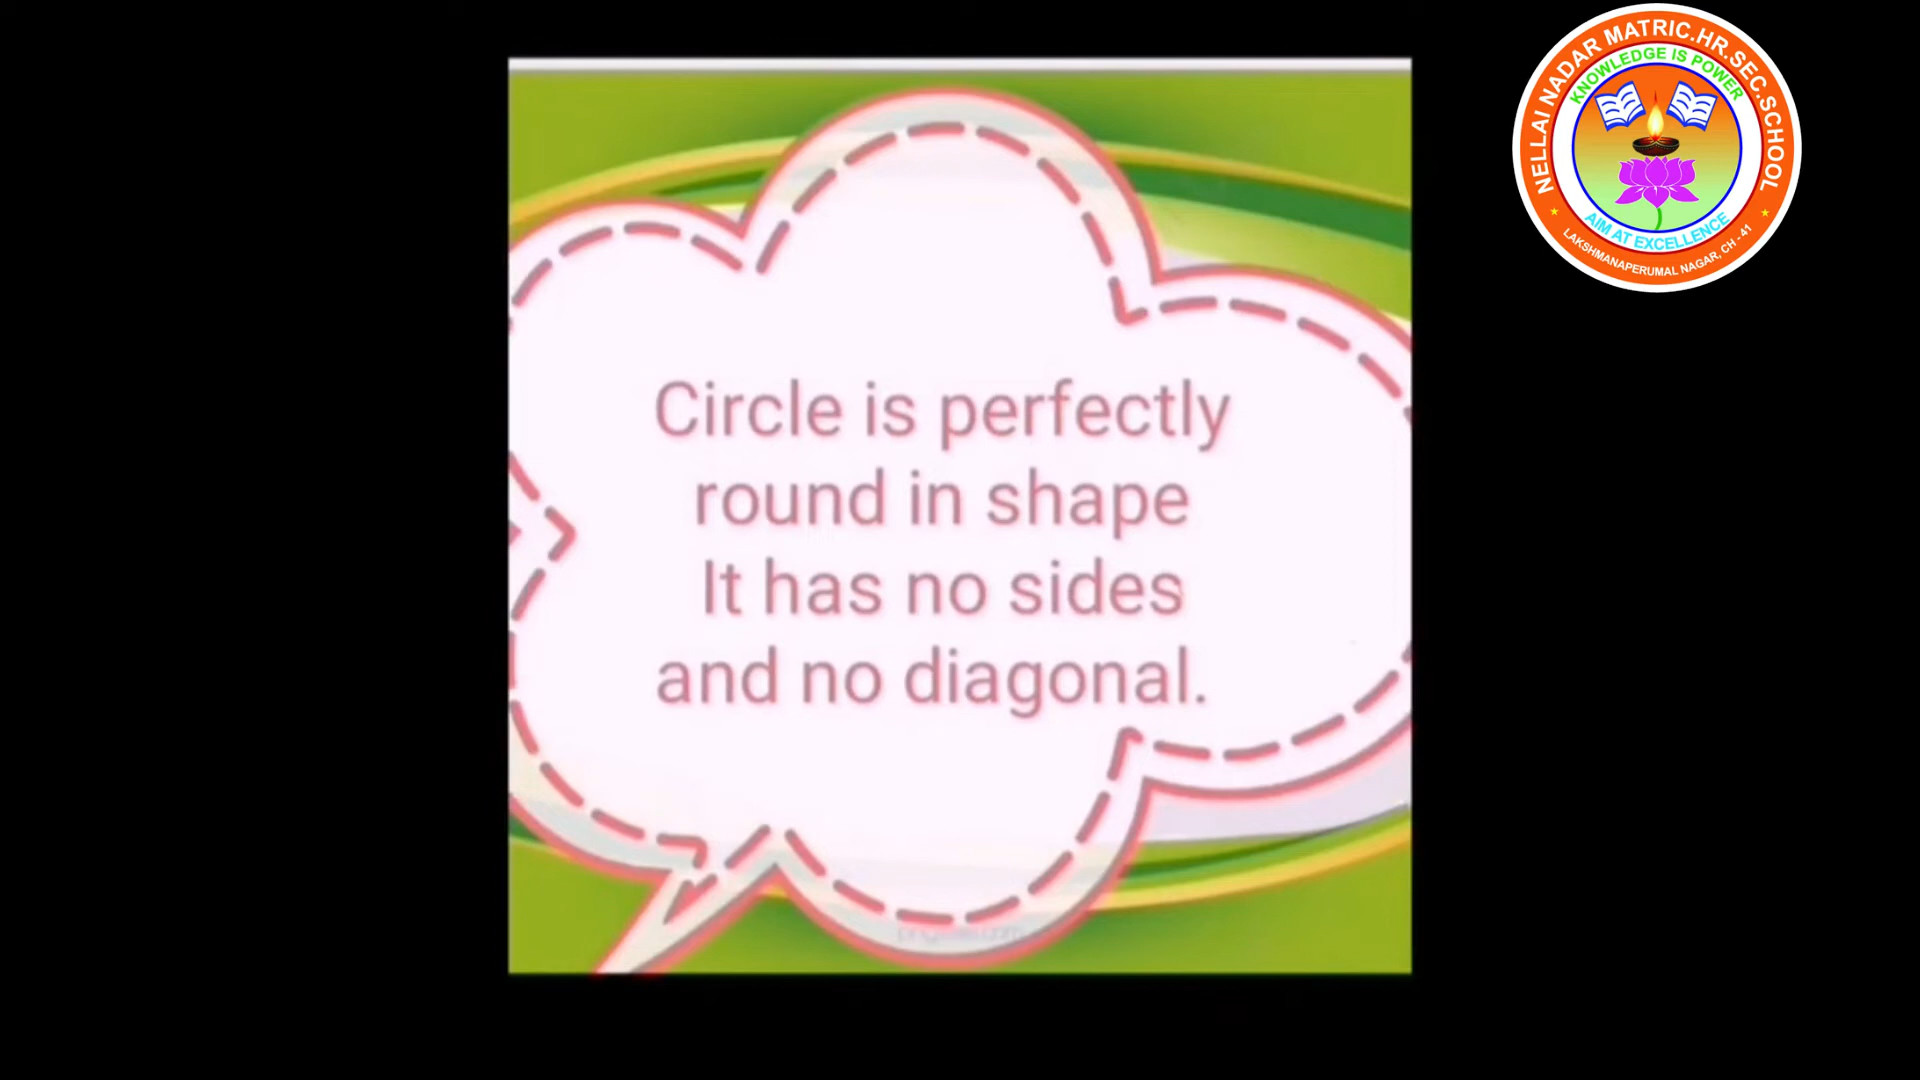 Circle is perfectly
round in shape
It has no sides
and no diagonal.
NELLAI NADAR MATRIC.HR.SEC.SCHOOL
KNOWLEDGE IS POWER
AIM AT EXCELLENCE
LAKSHMANAPERUMAL NAGAR, CH - 41